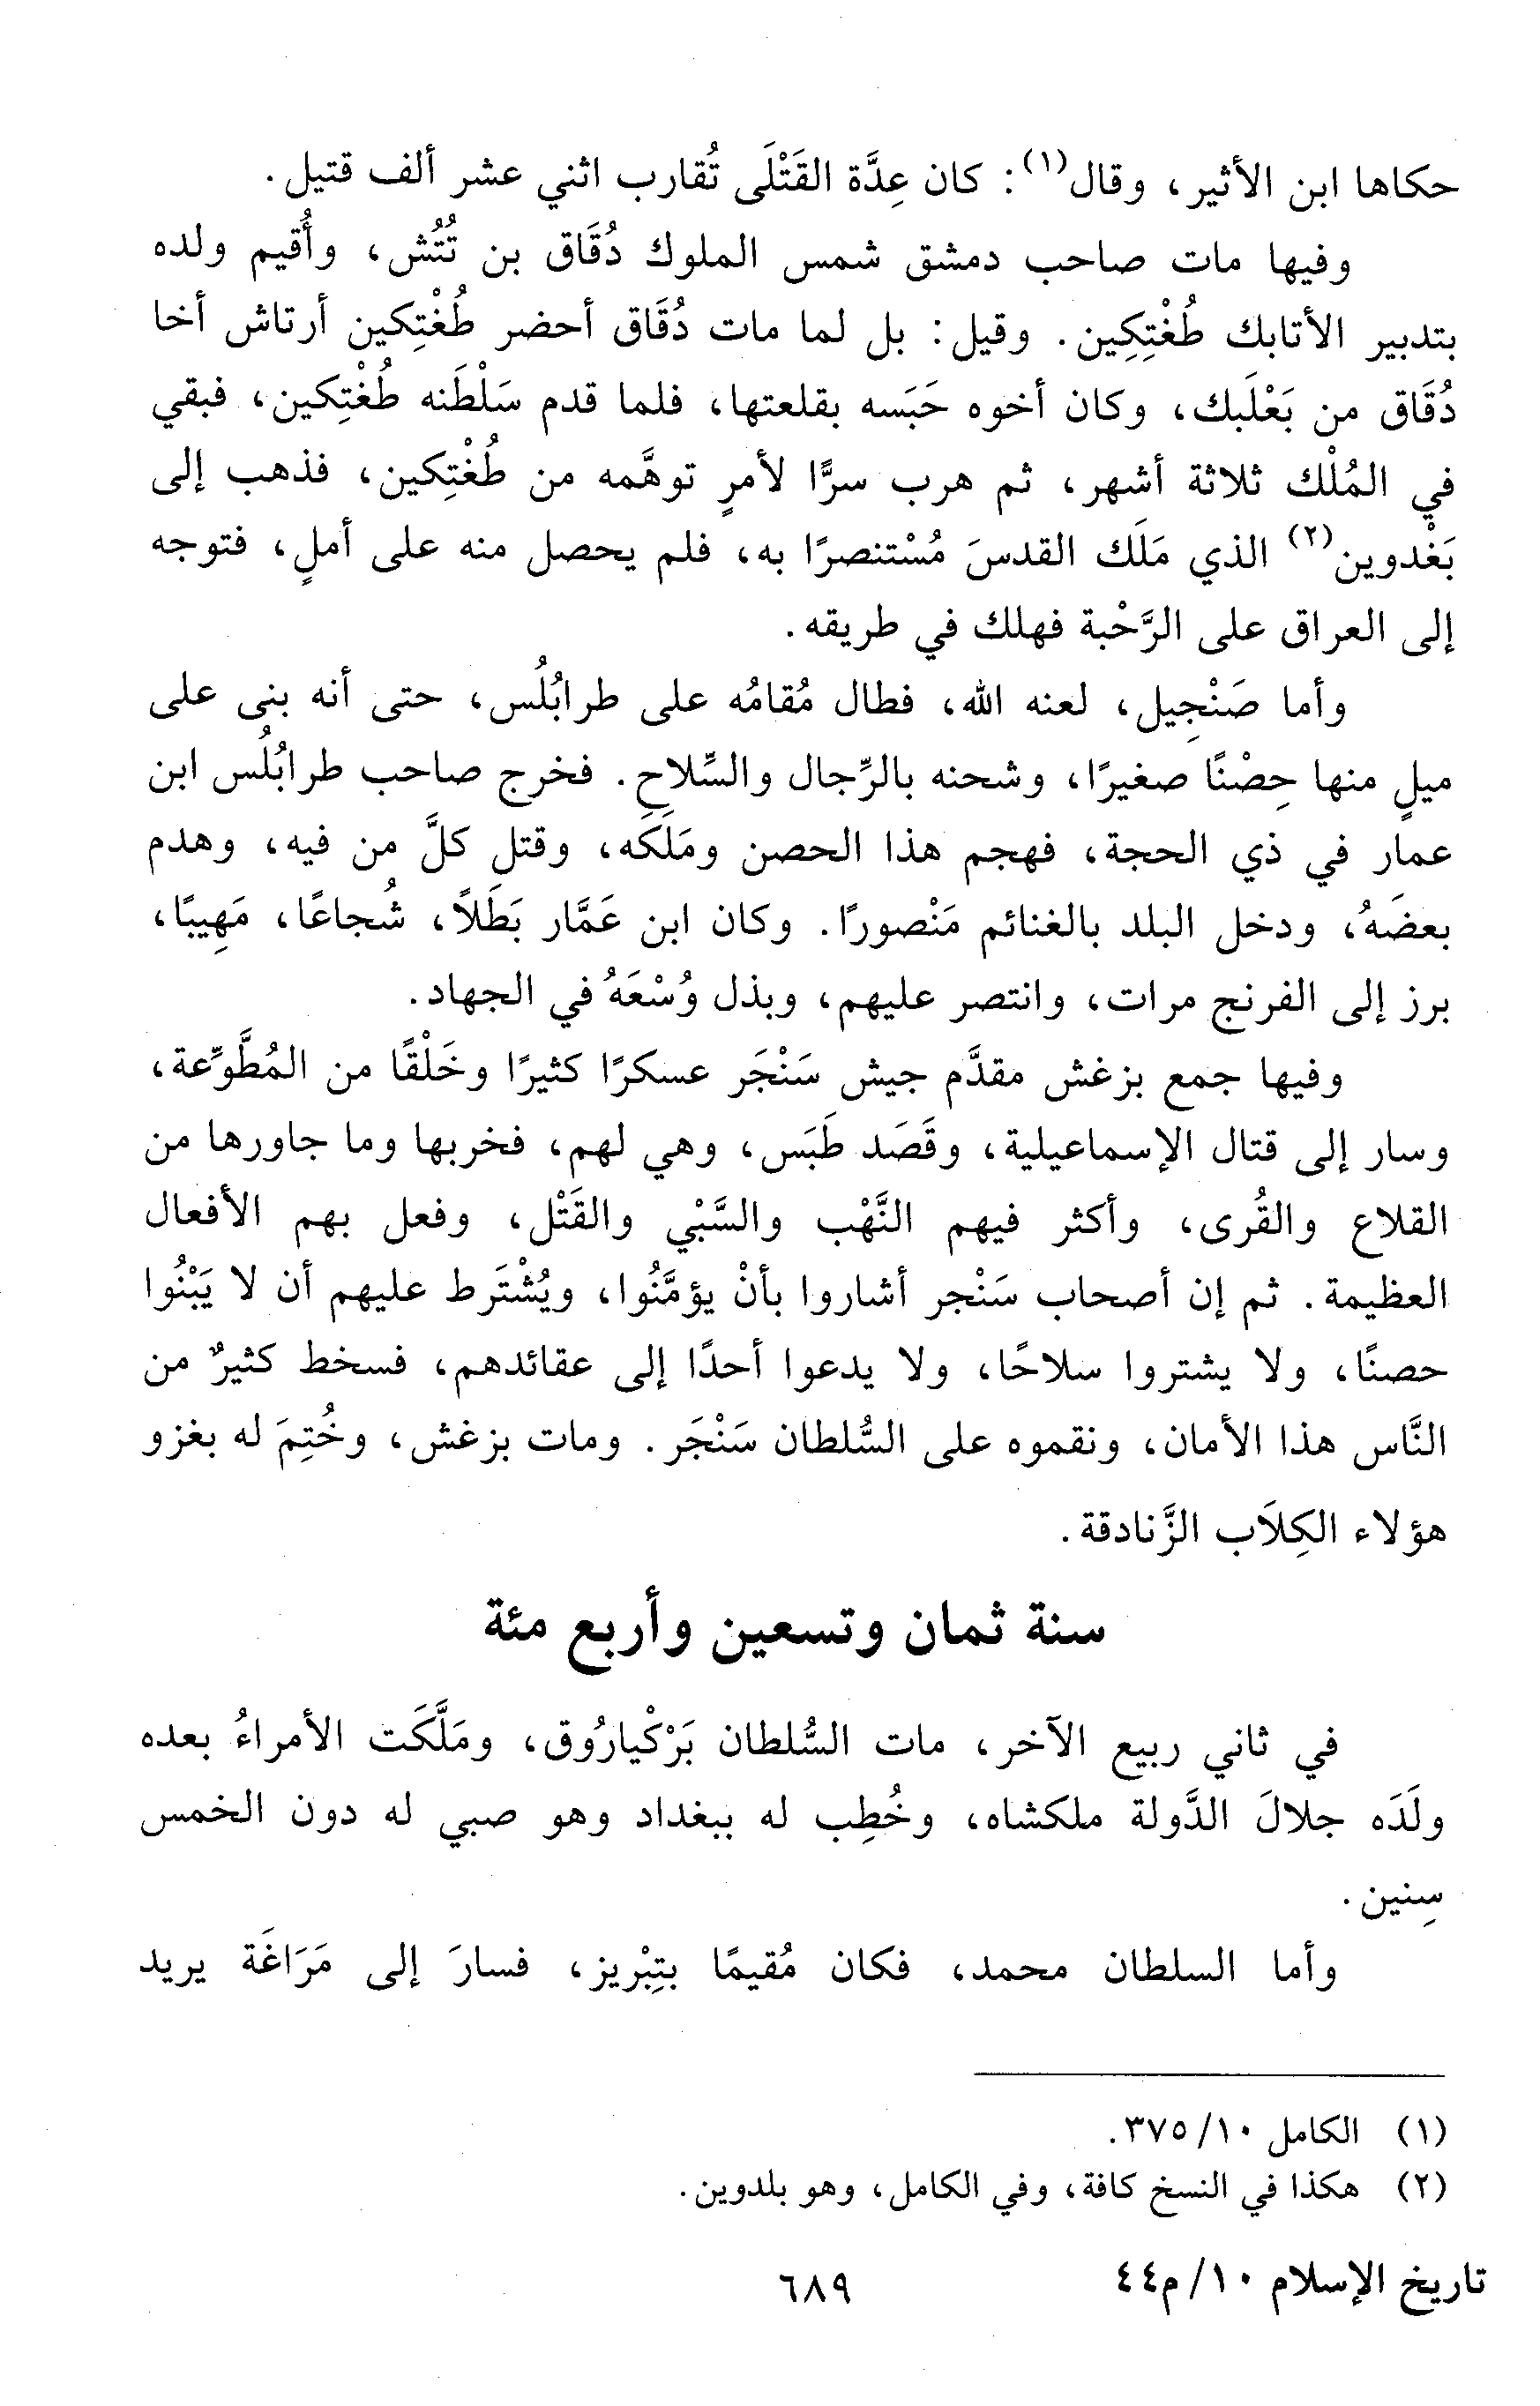 حكاها ابن الأثير، وقال(١): كان عِدَّة القَتْلَى تُقارب اثني عشر ألف قتيل.
وفيها مات صاحب دمشق شمس الملوك دُقَاق بن تُتُش، وأُقيم ولده
بتدبير الأتابك طُغْتِكِين. وقيل: بل لما مات دُقَاق أحضر طُغْتِكين أرتاش أخا
دُقَاق من بَعْلَبك، وكان أخوه حَبَسه بقلعتها، فلما قدم سَلْطَنه طُغْتِكين، فبقي
في المُلْك ثلاثة أشهر، ثم هرب سرًّا لأمرٍ توهَّمه من طُغْتِكين، فذهب إلى
بَغْدوين(٢) الذي مَلَك القدسَ مُسْتنصرًا به، فلم يحصل منه على أملٍ، فتوجه
إلى العراق على الرَّحْبة فهلك في طريقه.
وأما صَنْجِيل، لعنه الله، فطال مُقامُه على طرابُلُس، حتى أنه بنى على
ميلٍ منها حِصْنًا صغيرًا، وشحنه بالرِّجال والسِّلاحِ. فخرج صاحب طرابُلُس ابن
عمار في ذي الحجة، فهجم هذا الحصن ومَلَكه، وقتل كلَّ من فيه، وهدم
بعضَهُ، ودخل البلد بالغنائم مَنْصورًا. وكان ابن عَمَّار بَطَلاً، شُجاعًا، مَهِيبًا،
برز إلى الفرنج مرات، وانتصر عليهم، وبذل وُسْعَهُ في الجهاد.
وفيها جمع بزغش مقدَّم جيش سَنْجَر عسكرًا كثيرًا وخَلْقًا من المُطَّوِّعة،
وسار إلى قتال الإسماعيلية، وقَصَد طَبَس، وهي لهم، فخربها وما جاورها من
القلاع والقُرى، وأكثر فيهم النَّهْب والسَّبْي والقَتْل، وفعل بهم الأفعال
العظيمة. ثم إن أصحاب سَنْجر أشاروا بأنْ يؤمَّنُوا، ويُشْتَرط عليهم أن لا يَبْنُوا
حصنًا، ولا يشتروا سلاحًا، ولا يدعوا أحدًا إلى عقائدهم، فسخط كثيرٌ من
النَّاس هذا الأمان، ونقموه على السُّلطان سَنْجَر. ومات بزغش، وخُتِمَ له بغزو
هؤلاء الكِلاَب الزَّنادقة.
سنة ثمان وتسعين وأربع مئة
في ثاني ربيع الآخر، مات السُّلطان بَرْكْيارُوق، ومَلَّكَت الأمراءُ بعده
ولَدَه جلالَ الدَّولة ملكشاه، وخُطِب له ببغداد وهو صبي له دون الخمس
سِنين.
وأما السلطان محمد، فكان مُقيمًا بتِبْريز، فسارَ إلى مَرَاغَة يريد
(١) الكامل ١٠/ ٣٧٥.
(٢) هكذا في النسخ كافة، وفي الكامل، وهو بلدوين.
تاريخ الإسلام ١٠/ م٤٤
٦٨٩